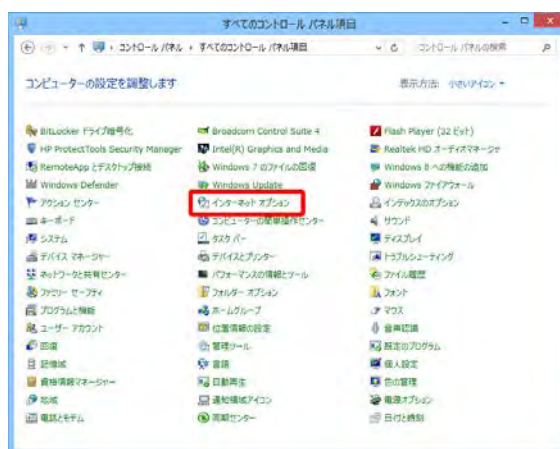 すべてのコントロール パネル項目
コントロール パネル ▸ すべてのコントロール パネル項目
コントロール パネルの検索
コンピューターの設定を調整します
表示方法: 小さいアイコン
BitLocker ドライブ暗号化
Broadcom Control Suite 4
Flash Player (32 ビット)
HP ProtectTools Security Manager
Intel(R) Graphics and Media
Realtek HD オーディオマネージャ
RemoteApp とデスクトップ接続
Windows 7 のファイルの回復
Windows 8 への機能の追加
Windows Defender
Windows Update
Windows ファイアウォール
アクション センター
インターネット オプション
インデックスのオプション
キーボード
コンピューターの簡単操作センター
サウンド
システム
タスク バー
ディスプレイ
デバイス マネージャー
デバイスとプリンター
トラブルシューティング
ネットワークと共有センター
パフォーマンスの情報とツール
ファイル履歴
ファミリー セーフティ
フォルダー オプション
フォント
プログラムと機能
ホームグループ
マウス
ユーザー アカウント
位置情報の設定
音声認識
回復
管理ツール
既定のプログラム
記憶域
言語
個人設定
資格情報マネージャー
自動再生
色の管理
地域
通知領域アイコン
電源オプション
電話とモデム
同期センター
日付と時刻